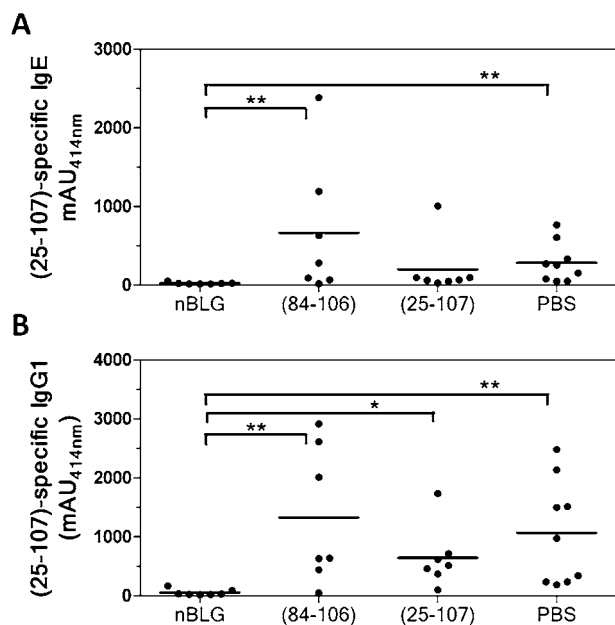 A
(25-107)-specific IgE
mAU414nm
3000
2000
1000
0
**
**
nBLG (84-106) (25-107) PBS
B
(25-107)-specific IgG1
(mAU414nm)
4000
3000
2000
1000
0
**
*
**
nBLG (84-106) (25-107) PBS